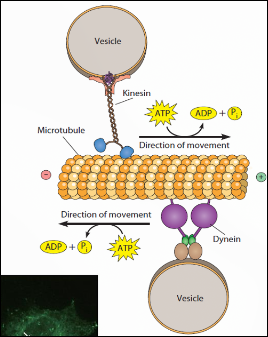 Vesicle
Kinesin
ATP
ADP + Pi
Microtubule
Direction of movement
−
+
Direction of movement
Dynein
ADP + Pi
ATP
Vesicle